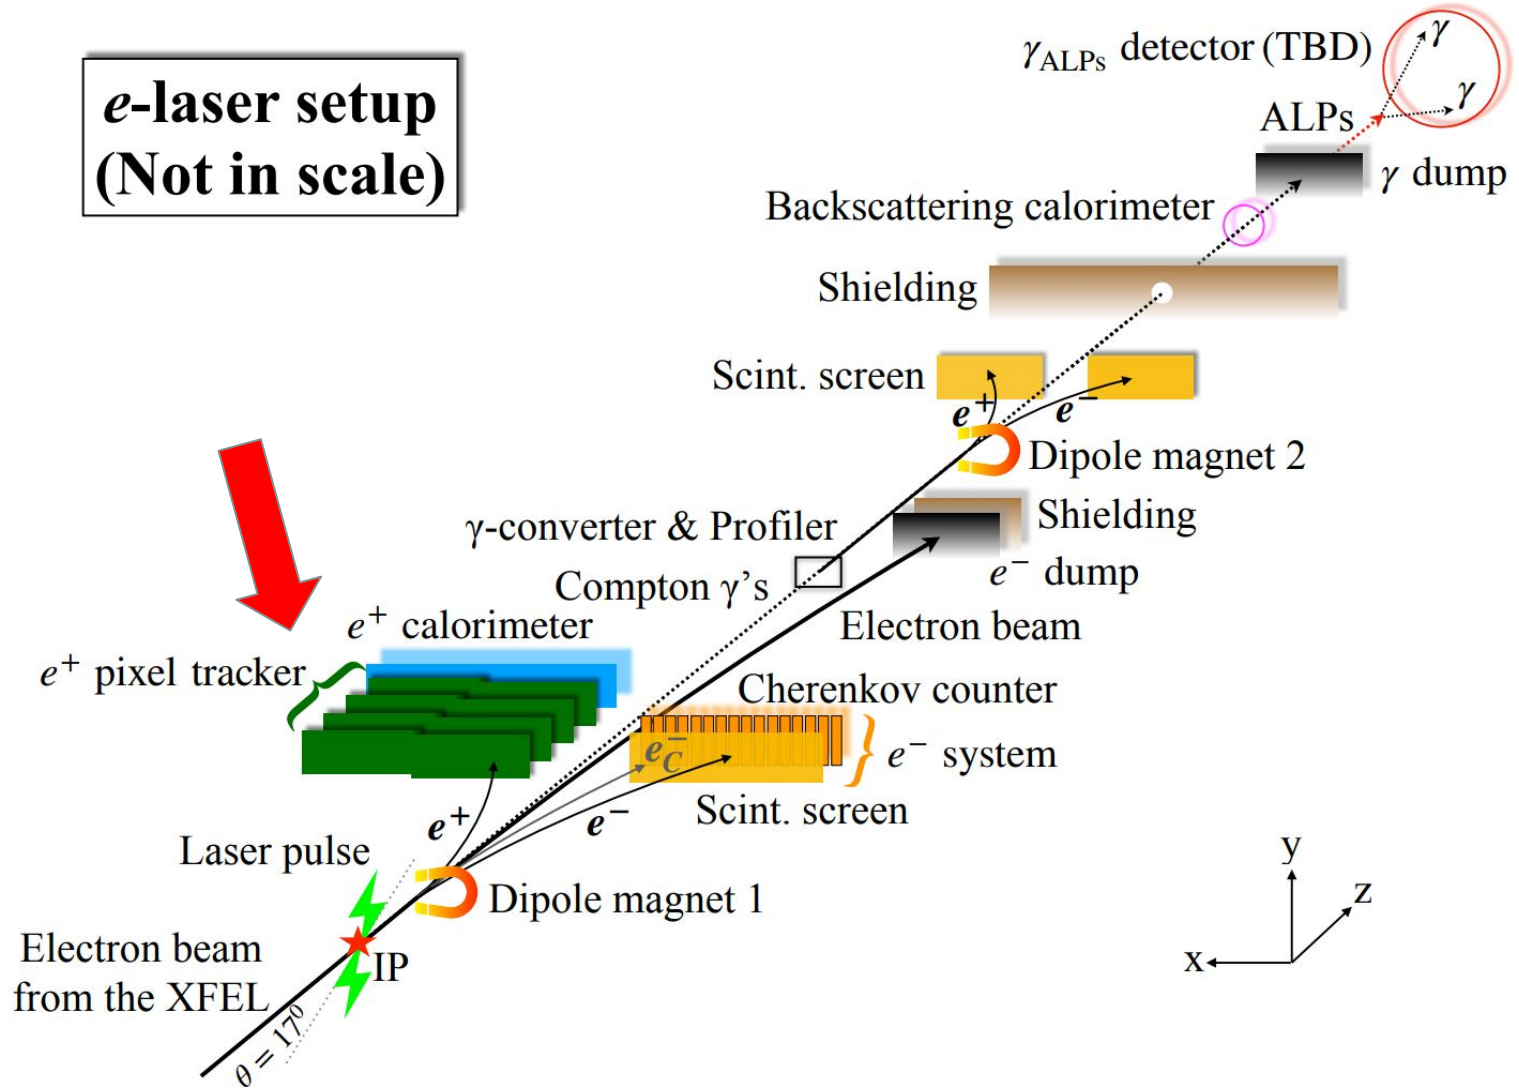 e-laser setup
(Not in scale)
γALPs detector (TBD)
γ
γ
ALPs
γ dump
Backscattering calorimeter
Shielding
Scint. screen
e+
e−
Dipole magnet 2
γ-converter & Profiler
Shielding
Compton γ’s
e− dump
Electron beam
e+ calorimeter
e+ pixel tracker
Cherenkov counter
e−C
e− system
Scint. screen
e+
e−
Laser pulse
Dipole magnet 1
Electron beam
from the XFEL
IP
θ = 17⁰
y
z
x